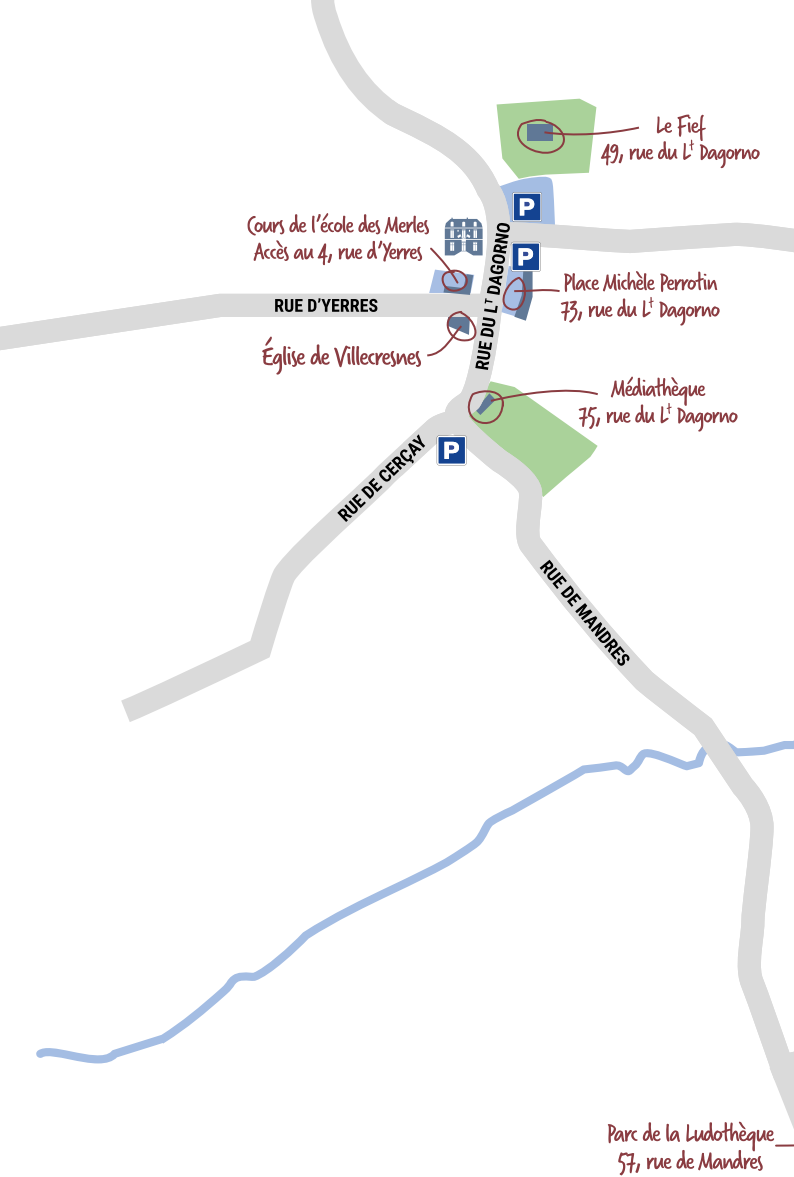 Le Fief
49, rue du Lt Dagorno
P
Cours de l'école des Merles
Accès au 4, rue d'Yerres
P
RUE DU LT DAGORNO
Place Michèle Perrotin
73, rue du Lt Dagorno
RUE D'YERRES
Église de Villecresnes
Médiathèque
75, rue du Lt Dagorno
P
RUE DE CERÇAY
RUE DE MANDRES
Parc de la Ludothèque
57, rue de Mandres